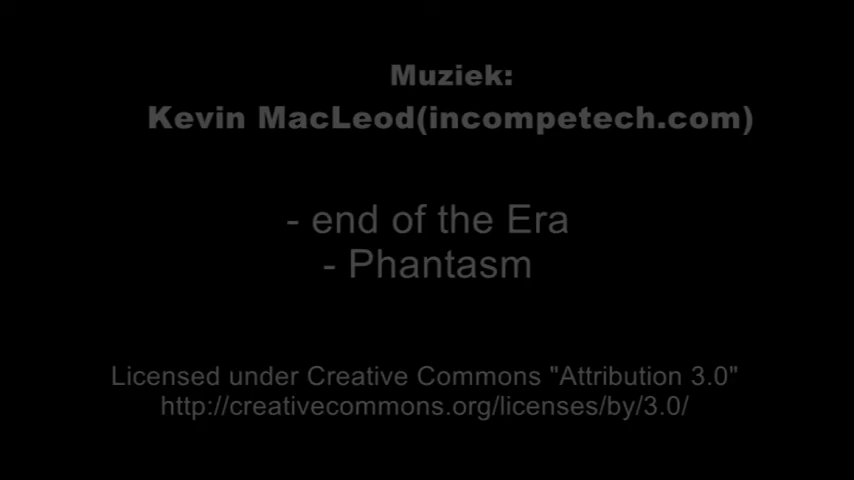 Muziek:
Kevin MacLeod(incompetech.com)
- end of the Era
- Phantasm
Licensed under Creative Commons "Attribution 3.0"
http://creativecommons.org/licenses/by/3.0/